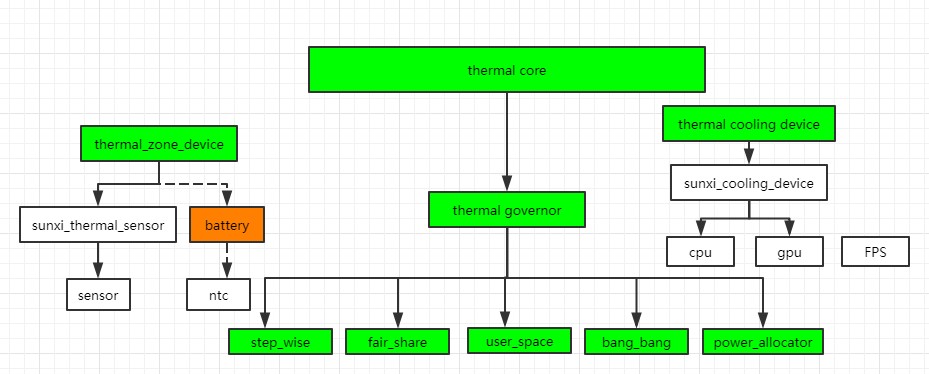 thermal core
thermal cooling device
thermal_zone_device
sunxi_cooling_device
sunxi_thermal_sensor
battery
thermal governor
cpu
gpu
FPS
sensor
ntc
step_wise
fair_share
user_space
bang_bang
power_allocator